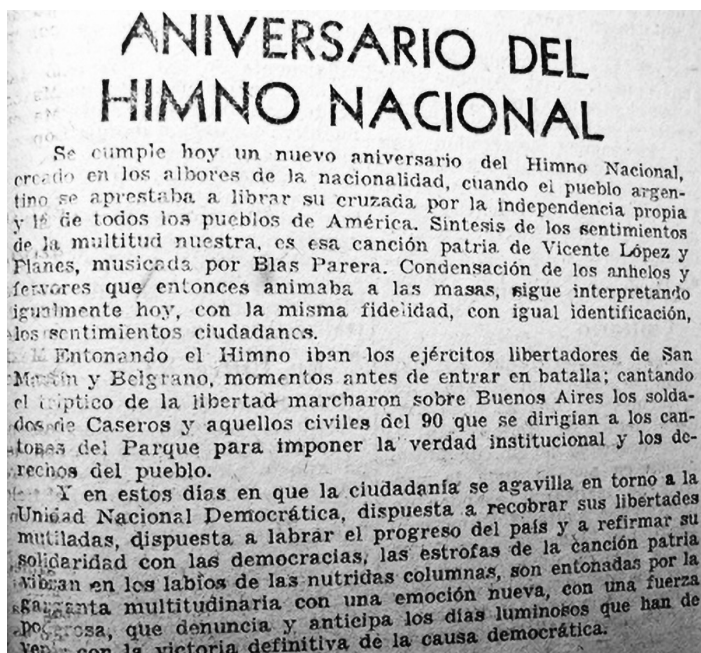 ANIVERSARIO DEL
HIMNO NACIONAL
Se cumple hoy un nuevo aniversario del Himno Nacional,
creado en los albores de la nacionalidad, cuando el pueblo argen-
tino se aprestaba a librar su cruzada por la independencia propia
y la de todos los pueblos de América. Síntesis de los sentimientos
de la multitud nuestra, es esa canción patria de Vicente López y
Planes, musicada por Blas Parera. Condensación de los anhelos y
fervores que entonces animaba a las masas, sigue interpretando
igualmente hoy, con la misma fidelidad, con igual identificación,
los sentimientos ciudadanos.
Entonando el Himno iban los ejércitos libertadores de San
Martín y Belgrano, momentos antes de entrar en batalla; cantando
el tríptico de la libertad marcharon sobre Buenos Aires los solda-
dos de Caseros y aquellos civiles del 90 que se dirigían a los can-
tones del Parque para imponer la verdad institucional y los de-
rechos del pueblo.
Y en estos días en que la ciudadanía se agavilla en torno a la
Unidad Nacional Democrática, dispuesta a recobrar sus libertades
mutiladas, dispuesta a labrar el progreso del país y a refirmar su
solidaridad con las democracias, las estrofas de la canción patria
vibran en los labios de las nutridas columnas, son entonadas por la
garganta multitudinaria con una emoción nueva, con una fuerza
poderosa, que denuncia y anticipa los días luminosos que han de
venir con la victoria definitiva de la causa democrática.